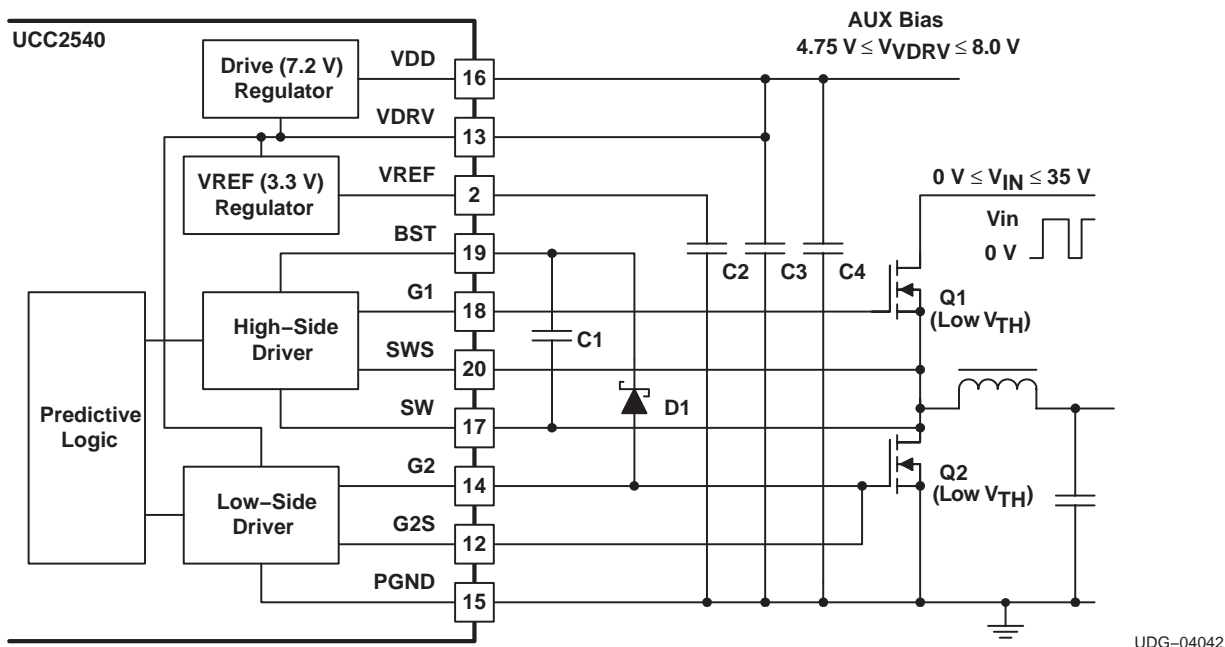 UCC2540
AUX Bias
4.75 V ≤ VVDRV ≤ 8.0 V
Drive (7.2 V)
Regulator
VDD
16
VDRV
13
VREF (3.3 V)
Regulator
VREF
2
0 V ≤ VIN ≤ 35 V
Vin
0 V
BST
19
C2
C3
C4
G1
18
Q1
(Low VTH)
High–Side
Driver
C1
SWS
20
Predictive
Logic
D1
SW
17
G2
14
Q2
(Low VTH)
Low–Side
Driver
G2S
12
PGND
15
UDG–04042